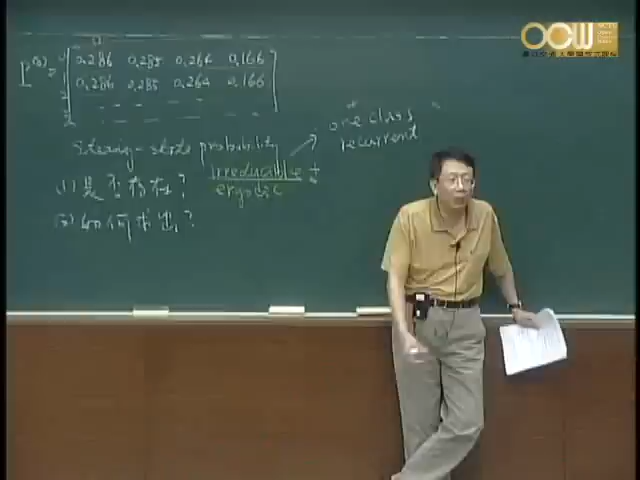 P⁽⁸⁾ =
0.286 0.285 0.264 0.166
0.286 0.285 0.264 0.166
Steady-state probability
(1) 是否存在?
(2) 如何求出?
irreducible +
ergodic
one class
recurrent
OCW